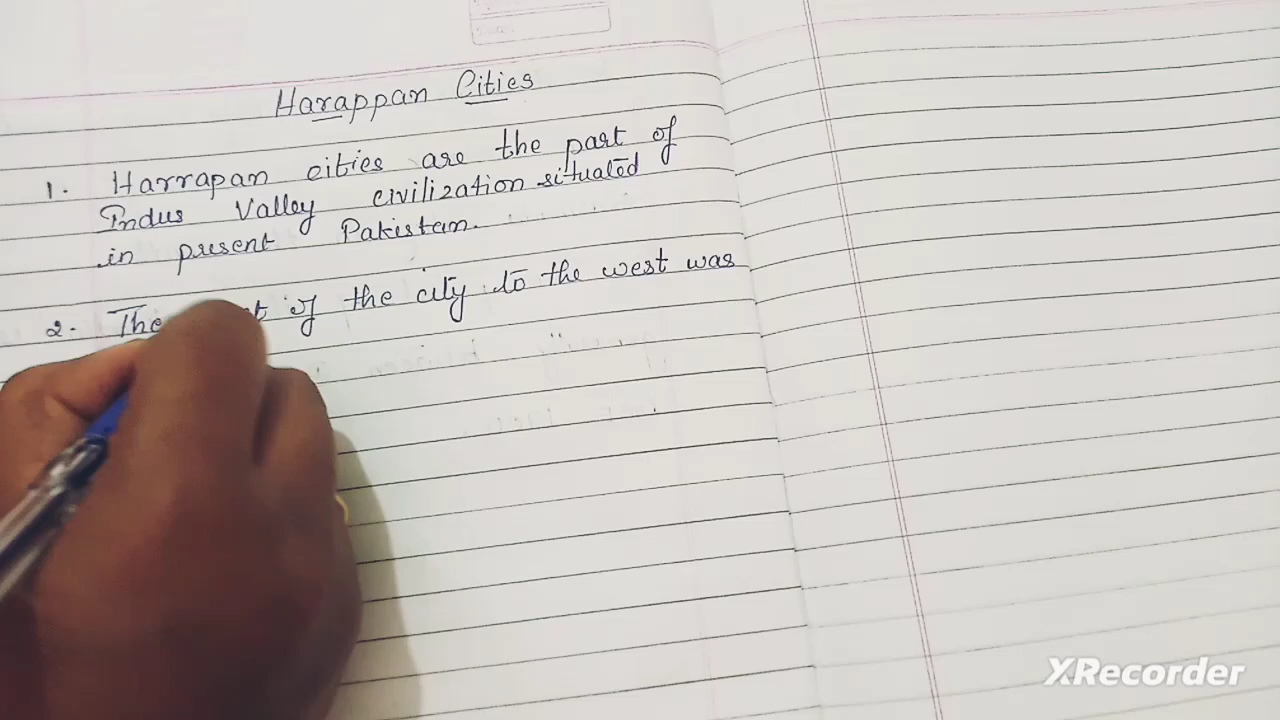 Harappan Cities
1. Harrapan cities are the part of
Indus Valley civilization situated
in present Pakistan.
2. The of the city to the west was
XRecorder